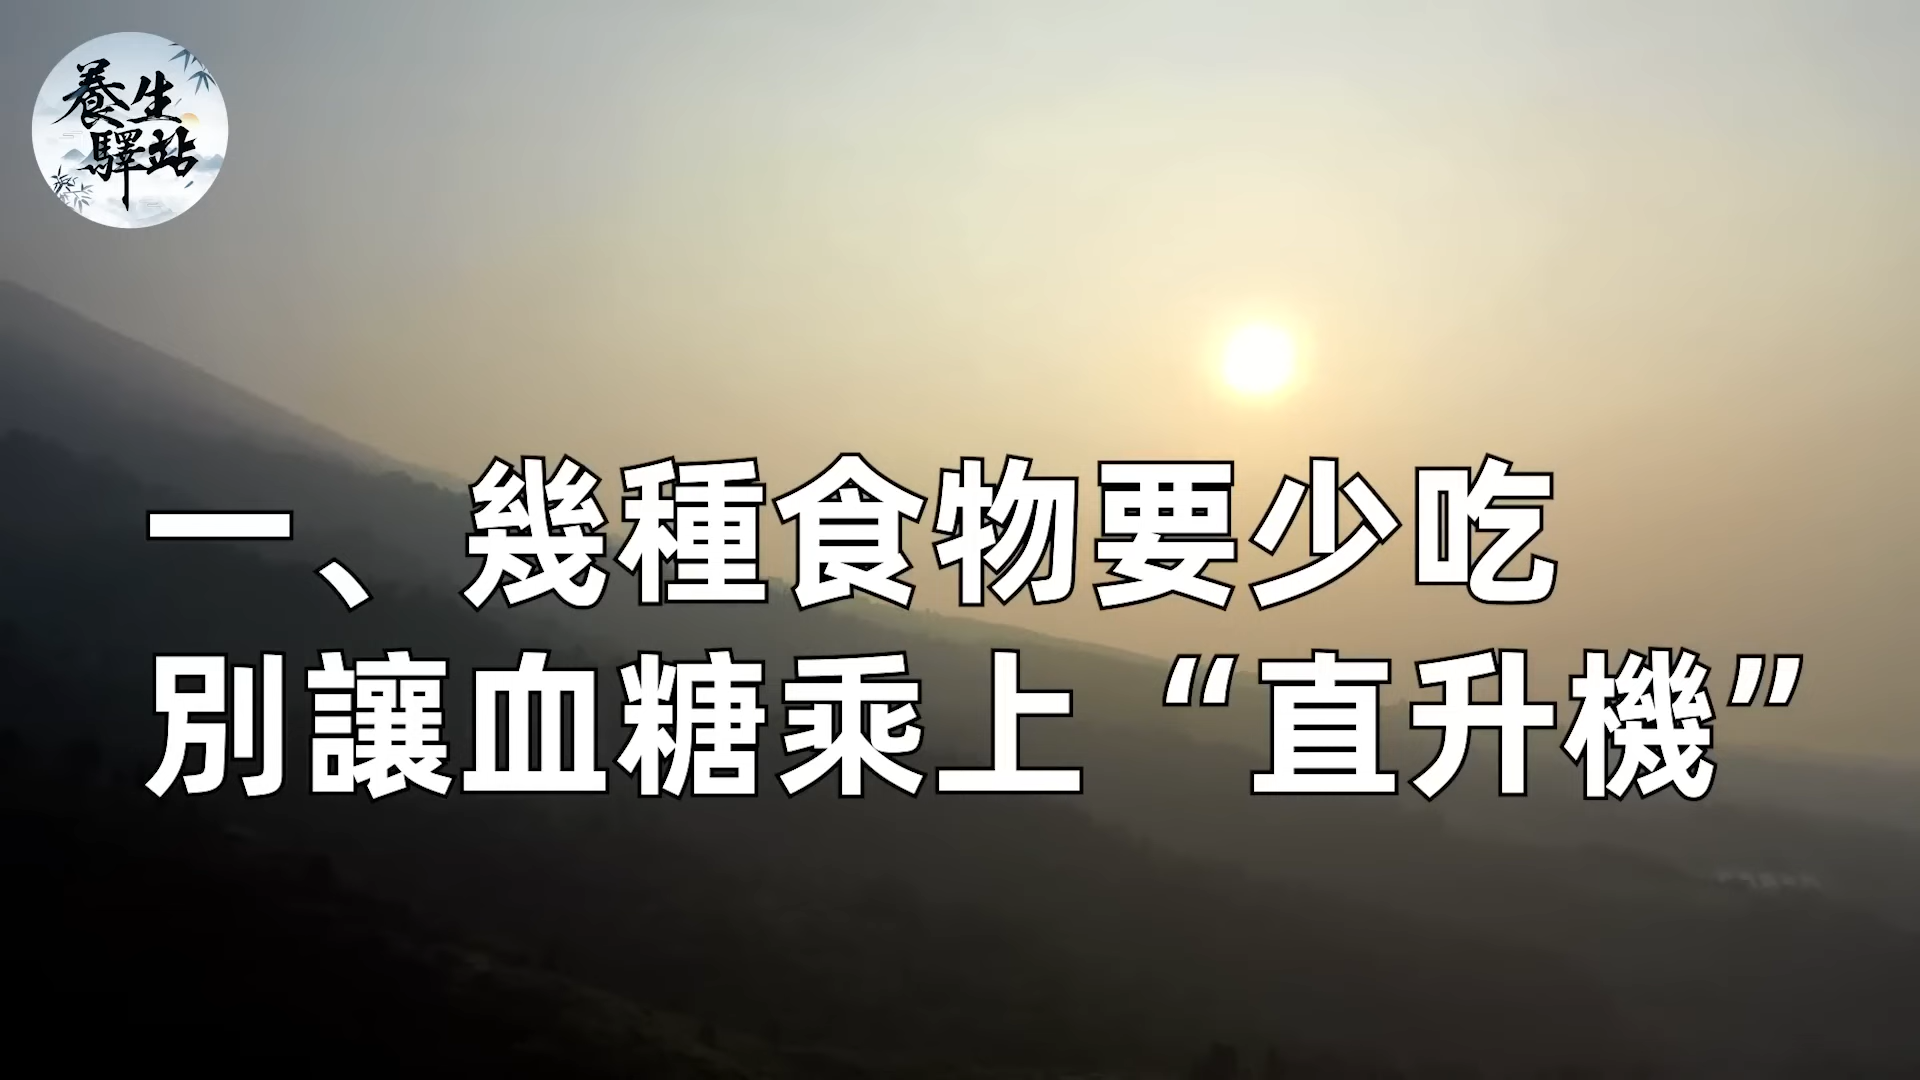 養生
驛站
一、幾種食物要少吃
別讓血糖乘上“直升機”